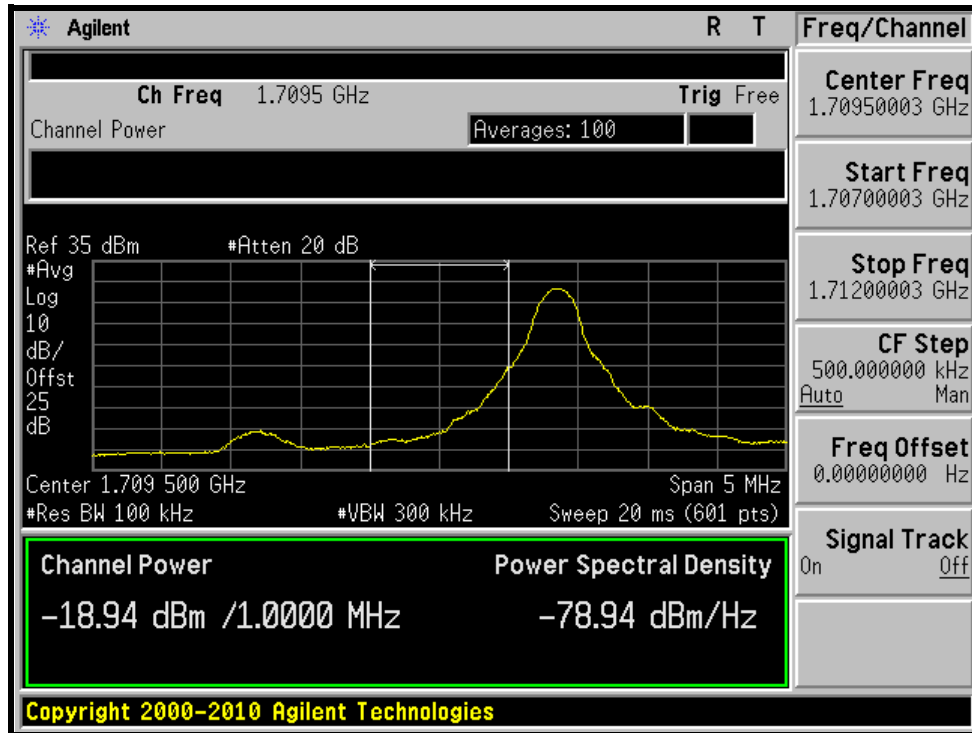 Agilent R T
Ch Freq 1.7095 GHz Trig Free
Channel Power Averages: 100
Ref 35 dBm #Atten 20 dB
#Avg
Log
10
dB/
Offst
25
dB
Center 1.709 500 GHz Span 5 MHz
#Res BW 100 kHz #VBW 300 kHz Sweep 20 ms (601 pts)
Channel Power Power Spectral Density
-18.94 dBm /1.0000 MHz -78.94 dBm/Hz
Copyright 2000-2010 Agilent Technologies
Freq/Channel
Center Freq
1.70950003 GHz
Start Freq
1.70700003 GHz
Stop Freq
1.71200003 GHz
CF Step
500.000000 kHz
Auto Man
Freq Offset
0.00000000 Hz
Signal Track
On Off